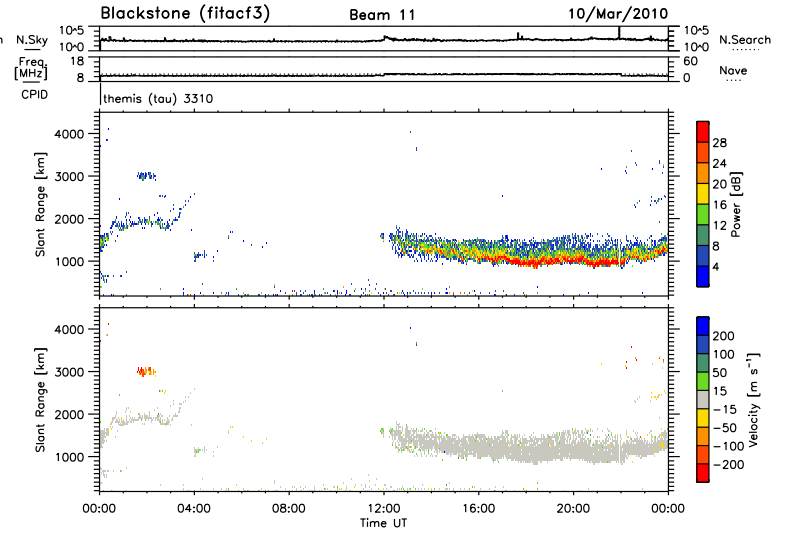 Blackstone (fitacf3) Beam 11 10/Mar/2010
N.Sky 10^5 10^0 10^5 10^0 N.Search
Freq. [MHz] 18 8 60 0 Nave
CPID themis (tau) 3310
Slant Range [km] 4000 3000 2000 1000
28 24 20 16 12 8 4 Power [dB]
Slant Range [km] 4000 3000 2000 1000
200 100 50 15 -15 -50 -100 -200 Velocity [m s⁻¹]
00:00 04:00 08:00 12:00 16:00 20:00 00:00
Time UT